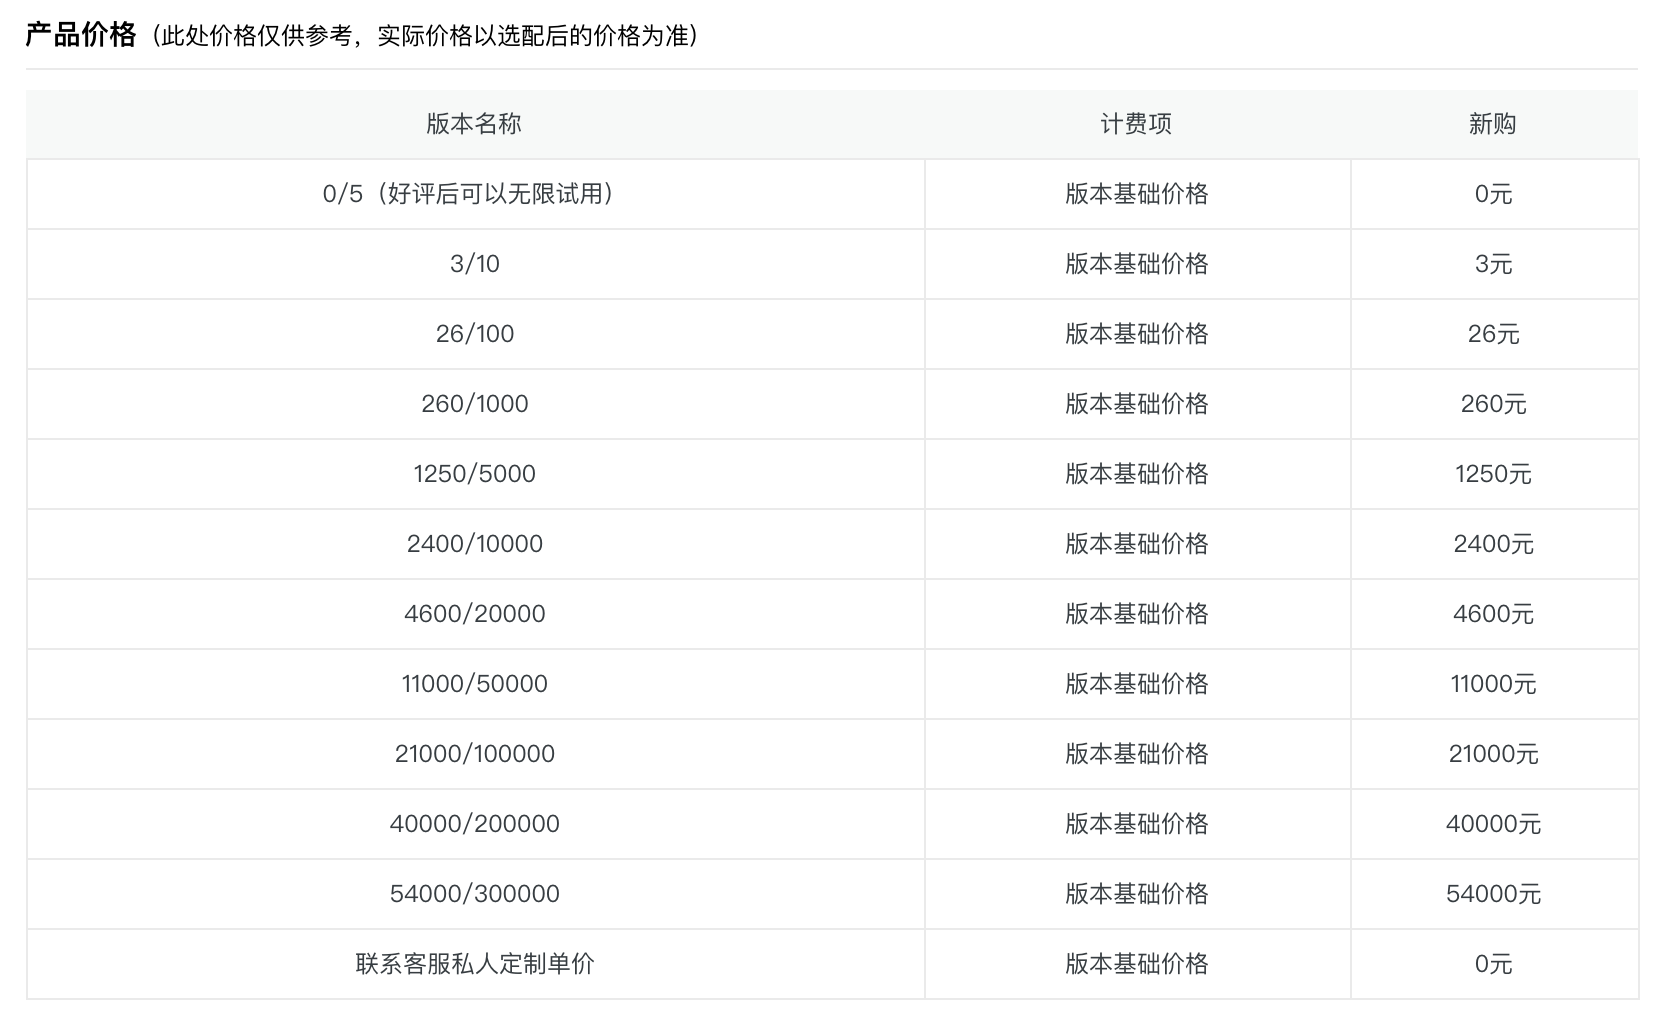 产品价格（此处价格仅供参考，实际价格以选配后的价格为准）
版本名称 计费项 新购
0/5（好评后可以无限试用） 版本基础价格 0元
3/10 版本基础价格 3元
26/100 版本基础价格 26元
260/1000 版本基础价格 260元
1250/5000 版本基础价格 1250元
2400/10000 版本基础价格 2400元
4600/20000 版本基础价格 4600元
11000/50000 版本基础价格 11000元
21000/100000 版本基础价格 21000元
40000/200000 版本基础价格 40000元
54000/300000 版本基础价格 54000元
联系客服私人定制单价 版本基础价格 0元